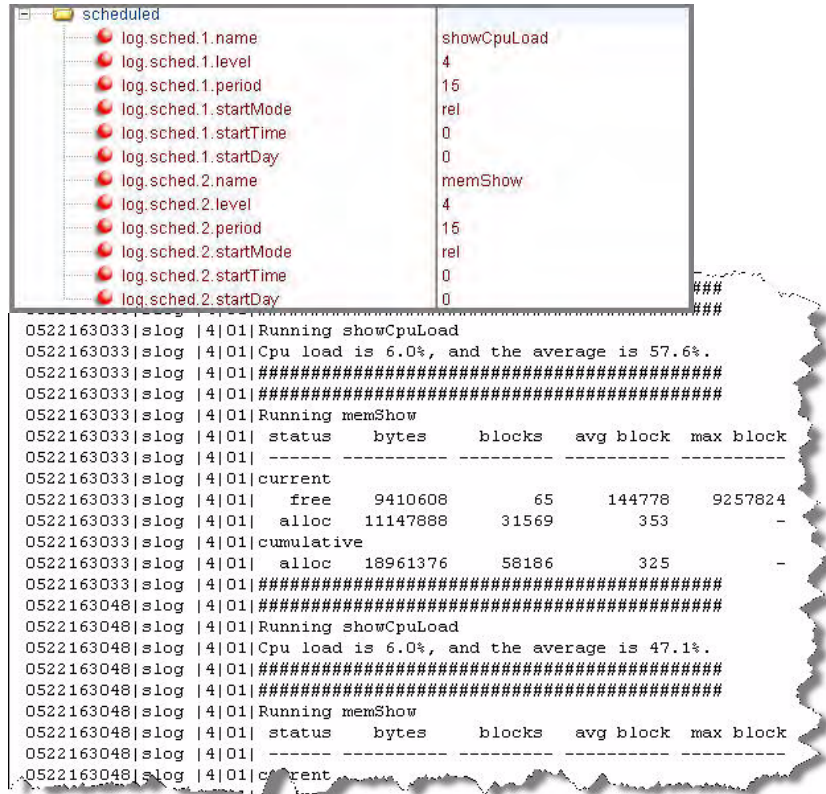 scheduled
log.sched.1.name showCpuLoad
log.sched.1.level 4
log.sched.1.period 15
log.sched.1.startMode rel
log.sched.1.startTime 0
log.sched.1.startDay 0
log.sched.2.name memShow
log.sched.2.level 4
log.sched.2.period 15
log.sched.2.startMode rel
log.sched.2.startTime 0
log.sched.2.startDay 0
###
##
0522163033|slog |4|01|Running showCpuLoad
0522163033|slog |4|01|Cpu load is 6.0%, and the average is 57.6%.
0522163033|slog |4|01|############################################
0522163033|slog |4|01|############################################
0522163033|slog |4|01|Running memShow
0522163033|slog |4|01| status bytes blocks avg block max block
0522163033|slog |4|01| ------ ---------- --------- ---------- ----------
0522163033|slog |4|01|current
0522163033|slog |4|01| free 9410608 65 144778 9257824
0522163033|slog |4|01| alloc 11147888 31569 353 -
0522163033|slog |4|01|cumulative
0522163033|slog |4|01| alloc 18961376 58186 325 -
0522163033|slog |4|01|############################################
0522163048|slog |4|01|############################################
0522163048|slog |4|01|Running showCpuLoad
0522163048|slog |4|01|Cpu load is 6.0%, and the average is 47.1%.
0522163048|slog |4|01|############################################
0522163048|slog |4|01|############################################
0522163048|slog |4|01|Running memShow
0522163048|slog |4|01| status bytes blocks avg block max block
0522163048|slog |4|01| ------ ---------- --------- ---------- ----------
0522163048|slog |4|01|current